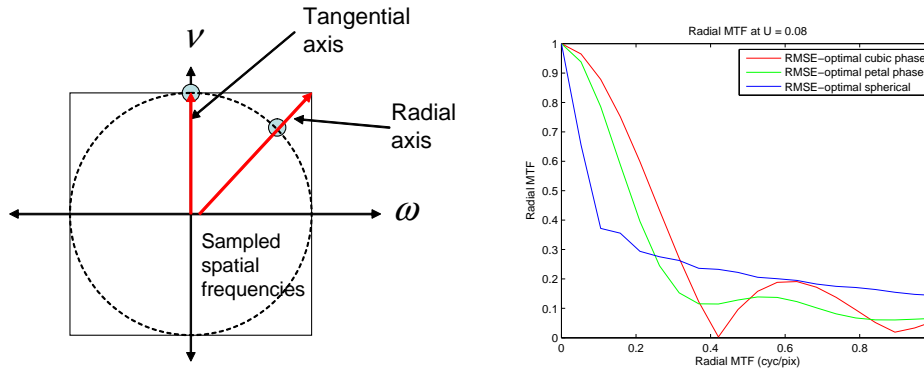 Tangential
axis
ν
Radial
axis
ω
Sampled
spatial
frequencies
Radial MTF at U = 0.08
RMSE-optimal cubic phase
RMSE-optimal petal phase
RMSE-optimal spherical
1
0.9
0.8
0.7
0.6
0.5
0.4
0.3
0.2
0.1
0
Radial MTF
0 0.2 0.4 0.6 0.8
Radial MTF (cyc/pix)